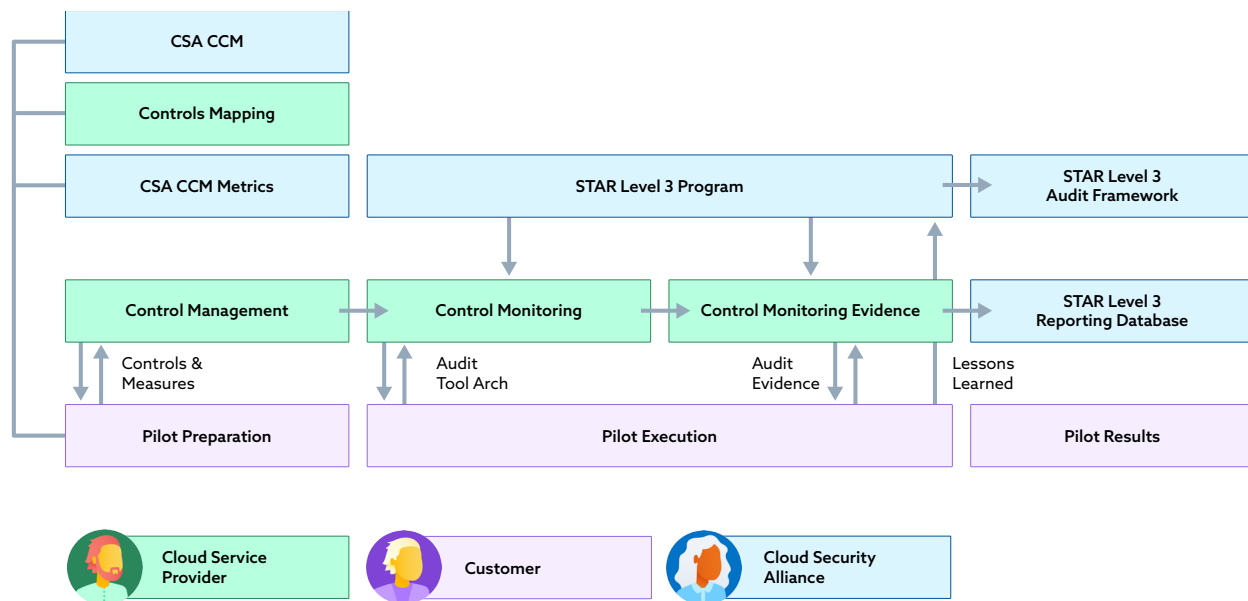 CSA CCM
Controls Mapping
CSA CCM Metrics
STAR Level 3 Program
STAR Level 3
Audit Framework
Control Management
Control Monitoring
Control Monitoring Evidence
STAR Level 3
Reporting Database
Controls &
Measures
Audit
Tool Arch
Audit
Evidence
Lessons
Learned
Pilot Preparation
Pilot Execution
Pilot Results
Cloud Service
Provider
Customer
Cloud Security
Alliance